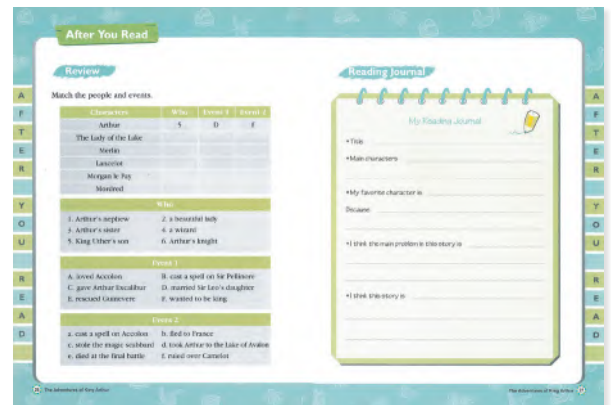 After You Read
Review
Match the people and events.
Characters Who Event 1 Event 2
Arthur 5 D F
The Lady of the Lake
Merlin
Lancelot
Morgan le Fay
Mordred
Who
1. Arthur's nephew 2. a beautiful lady
3. Arthur's sister 4. a wizard
5. King Uther's son 6. Arthur's knight
Event 1
A. loved Accolon B. cast a spell on Sir Pellinore
C. gave Arthur Excalibur D. married Sir Leo's daughter
E. rescued Guinevere F. wanted to be king
Event 2
a. cast a spell on Accolon b. fled to France
c. stole the magic scabbard d. took Arthur to the Lake of Avalon
e. died at the final battle f. ruled over Camelot
The Adventures of King Arthur
A
F
T
E
R
Y
O
U
R
E
A
D
Reading Journal
My Reading Journal
• Title
• Main characters
• My favorite character is
Because
• I think the main problem in this story is
• I think this story is
The Adventures of King Arthur
A
F
T
E
R
Y
O
U
R
E
A
D